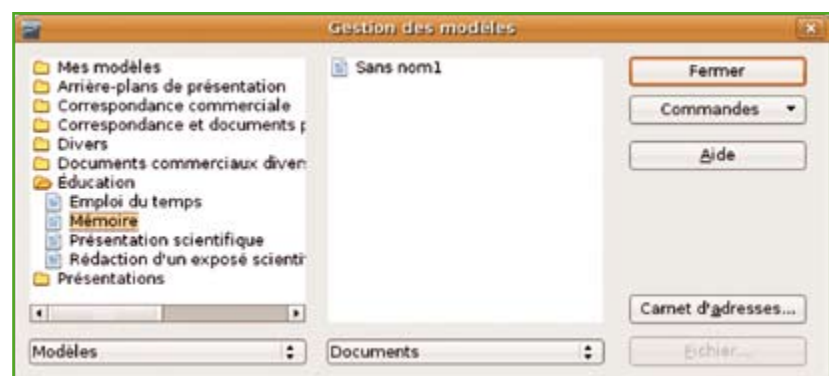 Gestion des modèles
Mes modèles
Arrière-plans de présentation
Correspondance commerciale
Correspondance et documents p
Divers
Documents commerciaux diver
Éducation
Emploi du temps
Mémoire
Présentation scientifique
Rédaction d'un exposé scienti
Présentations
Modèles
Sans nom1
Documents
Fermer
Commandes
Aide
Carnet d'adresses...
Fichier...